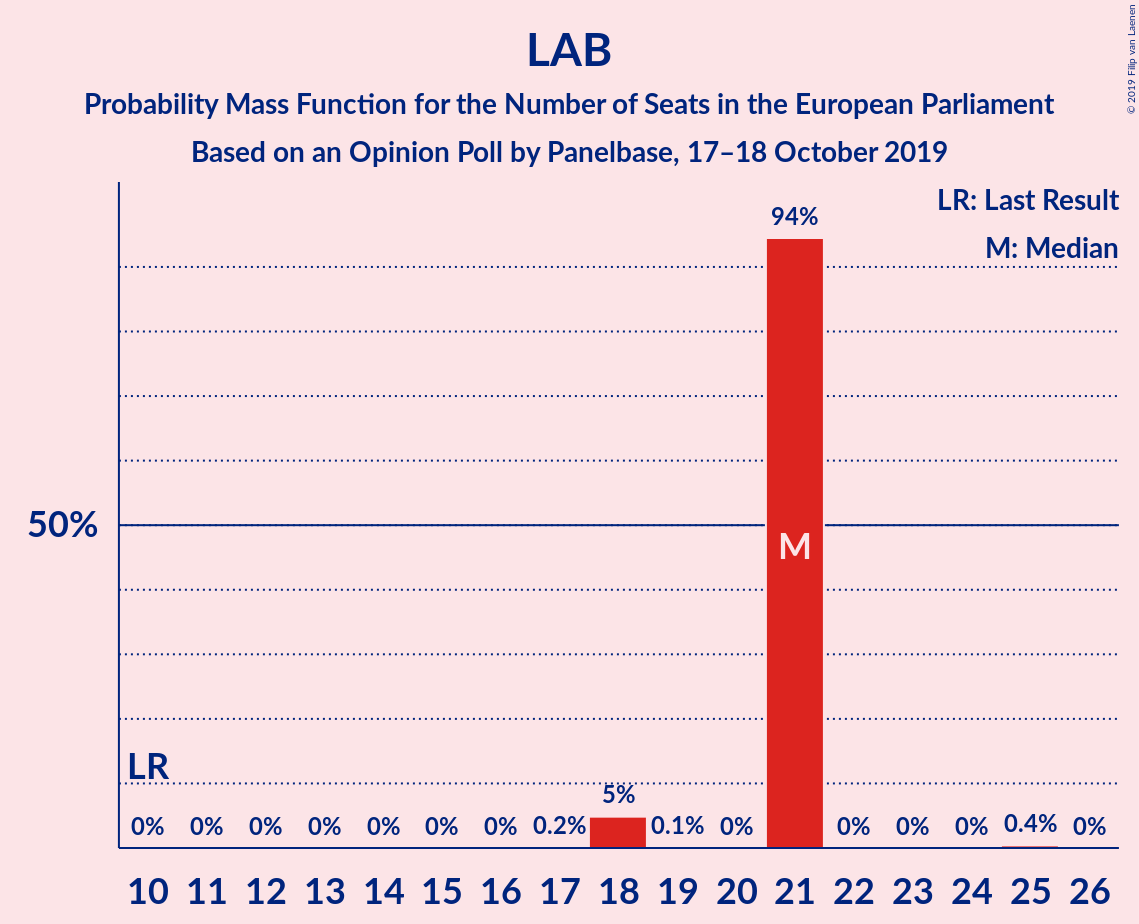 LAB
Probability Mass Function for the Number of Seats in the European Parliament
Based on an Opinion Poll by Panelbase, 17–18 October 2019
© 2019 Filip van Laenen
LR: Last Result
M: Median
94%
50%
M
LR
5%
0% 0% 0% 0% 0% 0% 0% 0.2% 0.1% 0% 0% 0% 0% 0.4% 0%
10 11 12 13 14 15 16 17 18 19 20 21 22 23 24 25 26